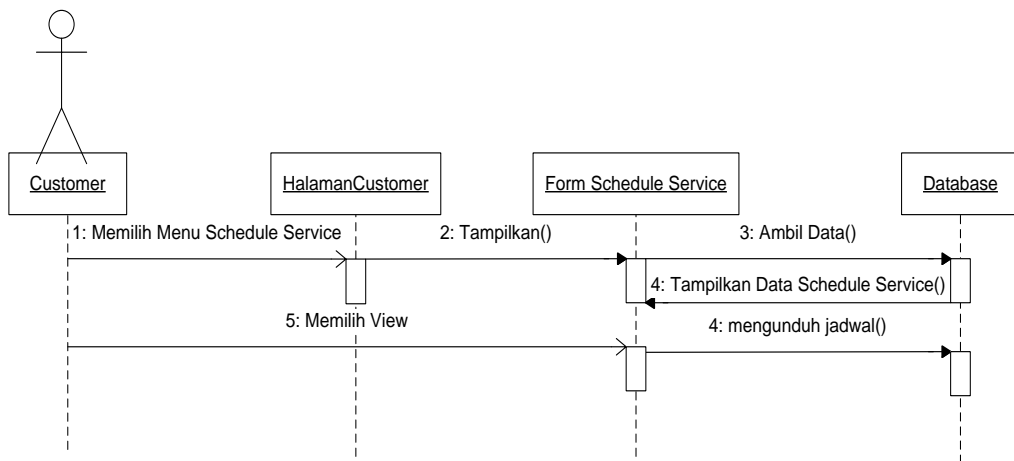 Customer
HalamanCustomer
Form Schedule Service
Database
1: Memilih Menu Schedule Service
2: Tampilkan()
3: Ambil Data()
4: Tampilkan Data Schedule Service()
5: Memilih View
4: mengunduh jadwal()